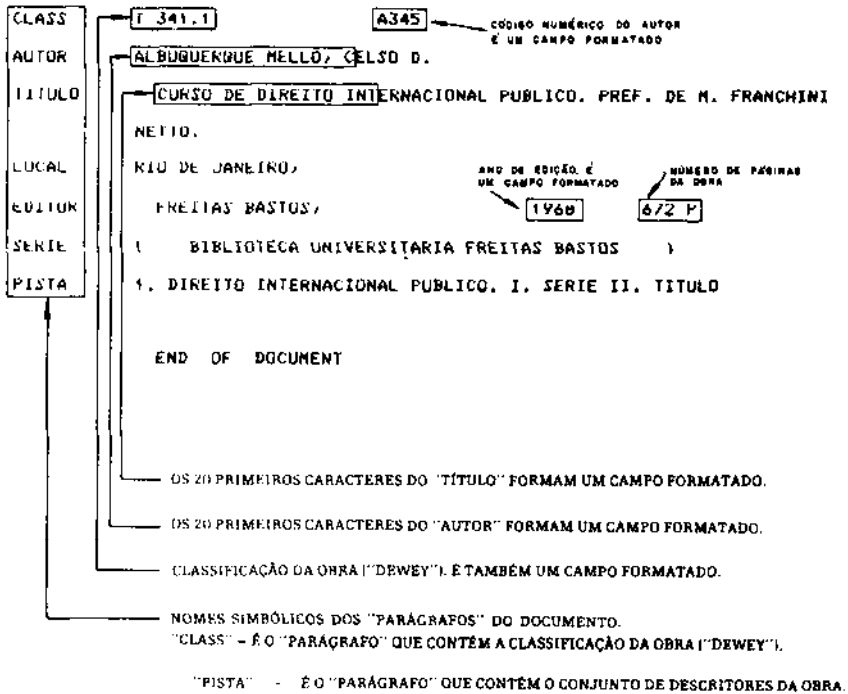 CLASS T 341.1 A345 CÓDIGO NUMÉRICO DO AUTOR
É UM CAMPO FORMATADO
AUTOR ALBUQUERQUE MELLO, CELSO D.
TITULO CURSO DE DIREITO INTERNACIONAL PUBLICO. PREF. DE M. FRANCHINI
NETTO.
LOCAL RIO DE JANEIRO, ANO DE EDIÇÃO, É
UM CAMPO FORMATADO NÚMERO DE PÁGINAS
DA OBRA
EDITOR FREITAS BASTOS, 1968 672 P
SERIE ( BIBLIOTECA UNIVERSITARIA FREITAS BASTOS )
PISTA 1. DIREITO INTERNACIONAL PUBLICO. I. SERIE II. TITULO
END OF DOCUMENT
OS 20 PRIMEIROS CARACTERES DO "TÍTULO" FORMAM UM CAMPO FORMATADO.
OS 20 PRIMEIROS CARACTERES DO "AUTOR" FORMAM UM CAMPO FORMATADO.
CLASSIFICAÇÃO DA OBRA ("DEWEY"). É TAMBÉM UM CAMPO FORMATADO.
NOMES SIMBÓLICOS DOS "PARÁGRAFOS" DO DOCUMENTO.
"CLASS" – É O "PARÁGRAFO" QUE CONTÉM A CLASSIFICAÇÃO DA OBRA ("DEWEY").
"PISTA" - É O "PARÁGRAFO" QUE CONTÉM O CONJUNTO DE DESCRITORES DA OBRA.